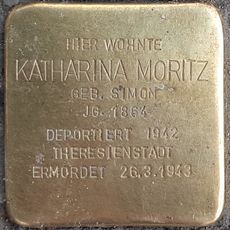 HIER WOHNTE
KATHARINA MORITZ
GEB. SIMON
JG. 1864
DEPORTIERT 1942
THERESIENSTADT
ERMORDET 26.3.1943